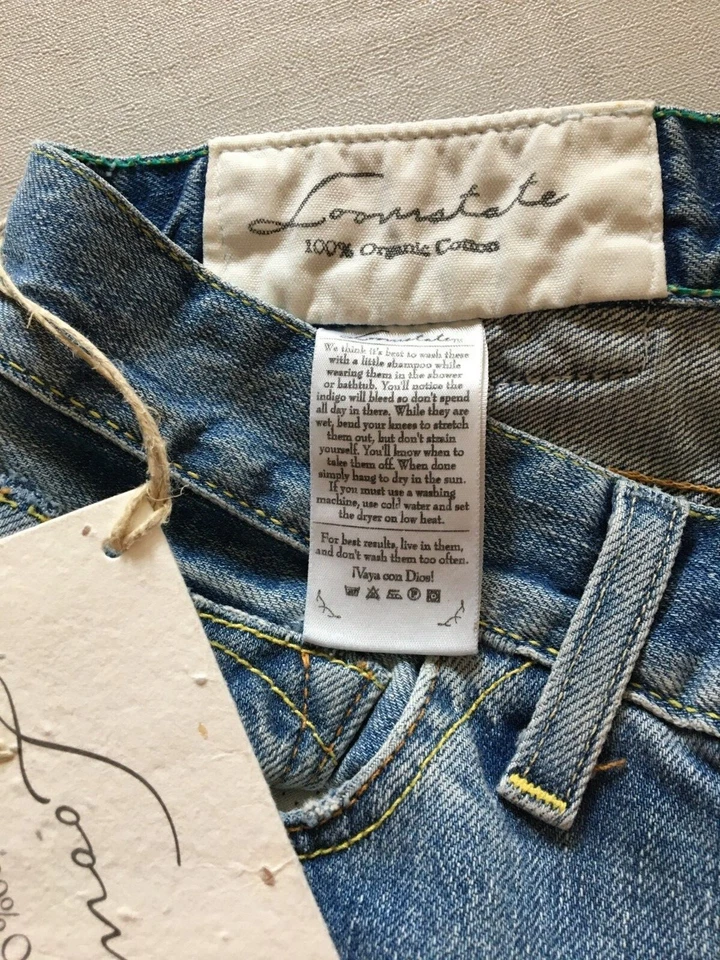 Loomstate
100% Organic Cotton
Loomstate
We think it's best to wash these
with a little shampoo while
wearing them in the shower
or bathtub. You'll notice the
indigo will bleed so don't spend
all day in there. While they are
wet, bend your knees to stretch
them out, but don't strain
yourself. You'll know when to
take them off. When done
simply hang to dry in the sun.
If you must use a washing
machine, use cold water and set
the dryer on low heat.
For best results, live in them,
and don't wash them too often.
¡Vaya con Dios!
Loom